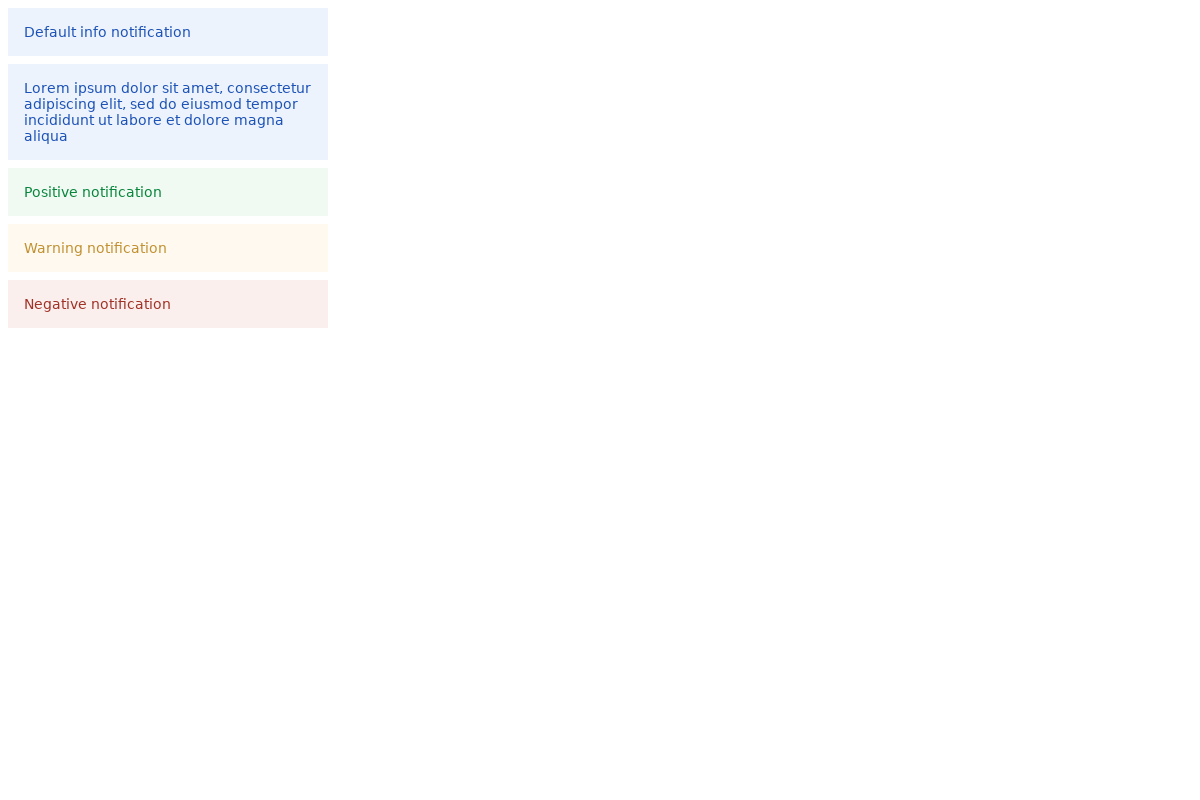 Default info notification
Lorem ipsum dolor sit amet, consectetur
adipiscing elit, sed do eiusmod tempor
incididunt ut labore et dolore magna
aliqua
Positive notification
Warning notification
Negative notification